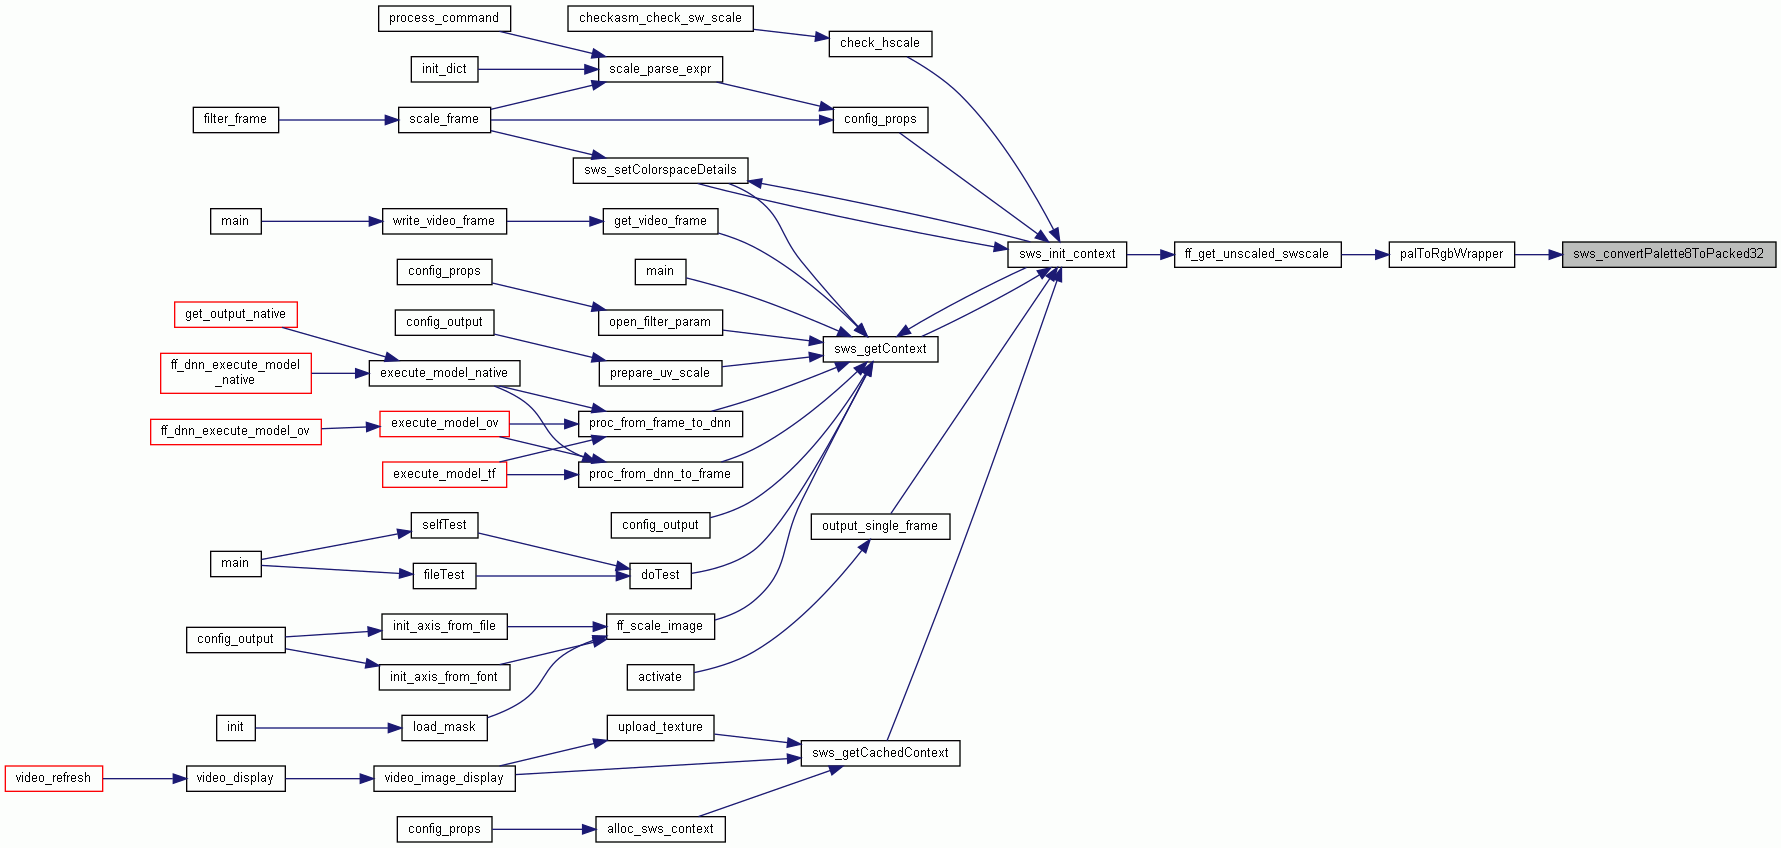 process_command
checkasm_check_sw_scale
check_hscale
init_dict
scale_parse_expr
filter_frame
scale_frame
config_props
sws_setColorspaceDetails
main
write_video_frame
get_video_frame
sws_init_context
ff_get_unscaled_swscale
palToRgbWrapper
sws_convertPalette8ToPacked32
config_props
main
get_output_native
config_output
open_filter_param
sws_getContext
ff_dnn_execute_model
_native
execute_model_native
prepare_uv_scale
ff_dnn_execute_model_ov
execute_model_ov
proc_from_frame_to_dnn
execute_model_tf
proc_from_dnn_to_frame
selfTest
config_output
output_single_frame
main
fileTest
doTest
config_output
init_axis_from_file
ff_scale_image
init_axis_from_font
activate
init
load_mask
upload_texture
sws_getCachedContext
video_refresh
video_display
video_image_display
config_props
alloc_sws_context